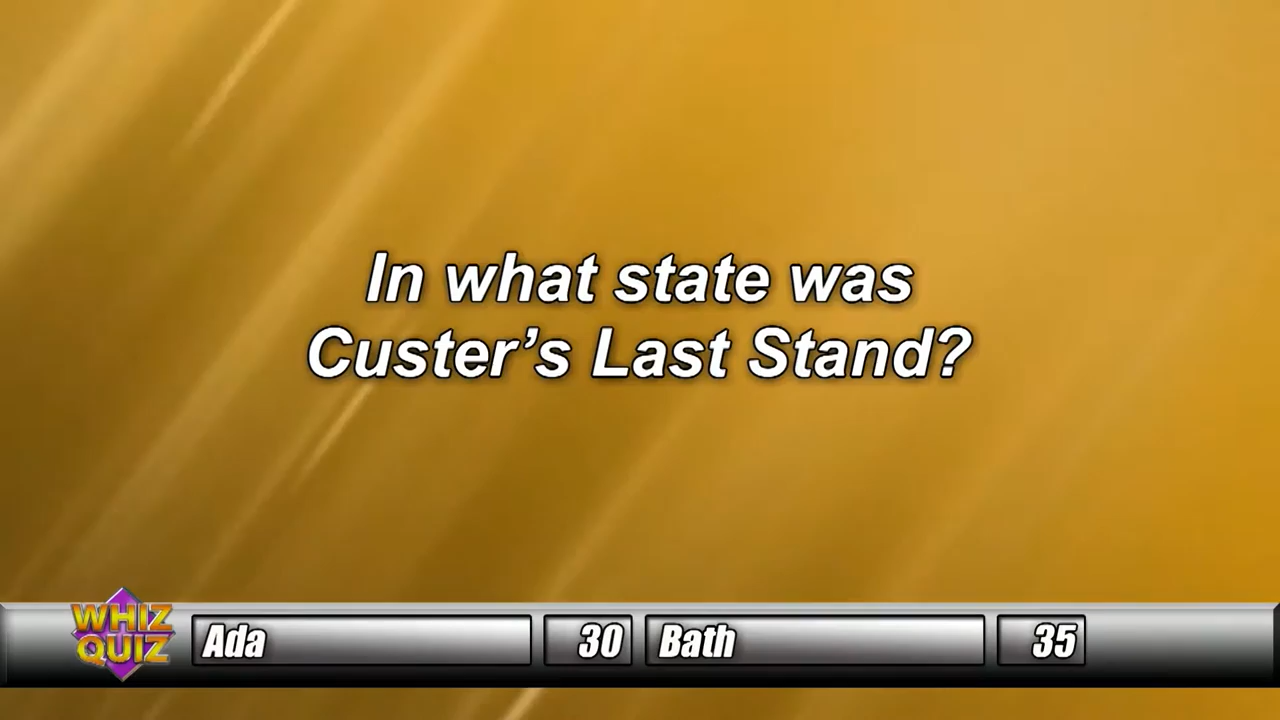 In what state was
Custer’s Last Stand?
WHIZ
QUIZ
Ada 30 Bath 35